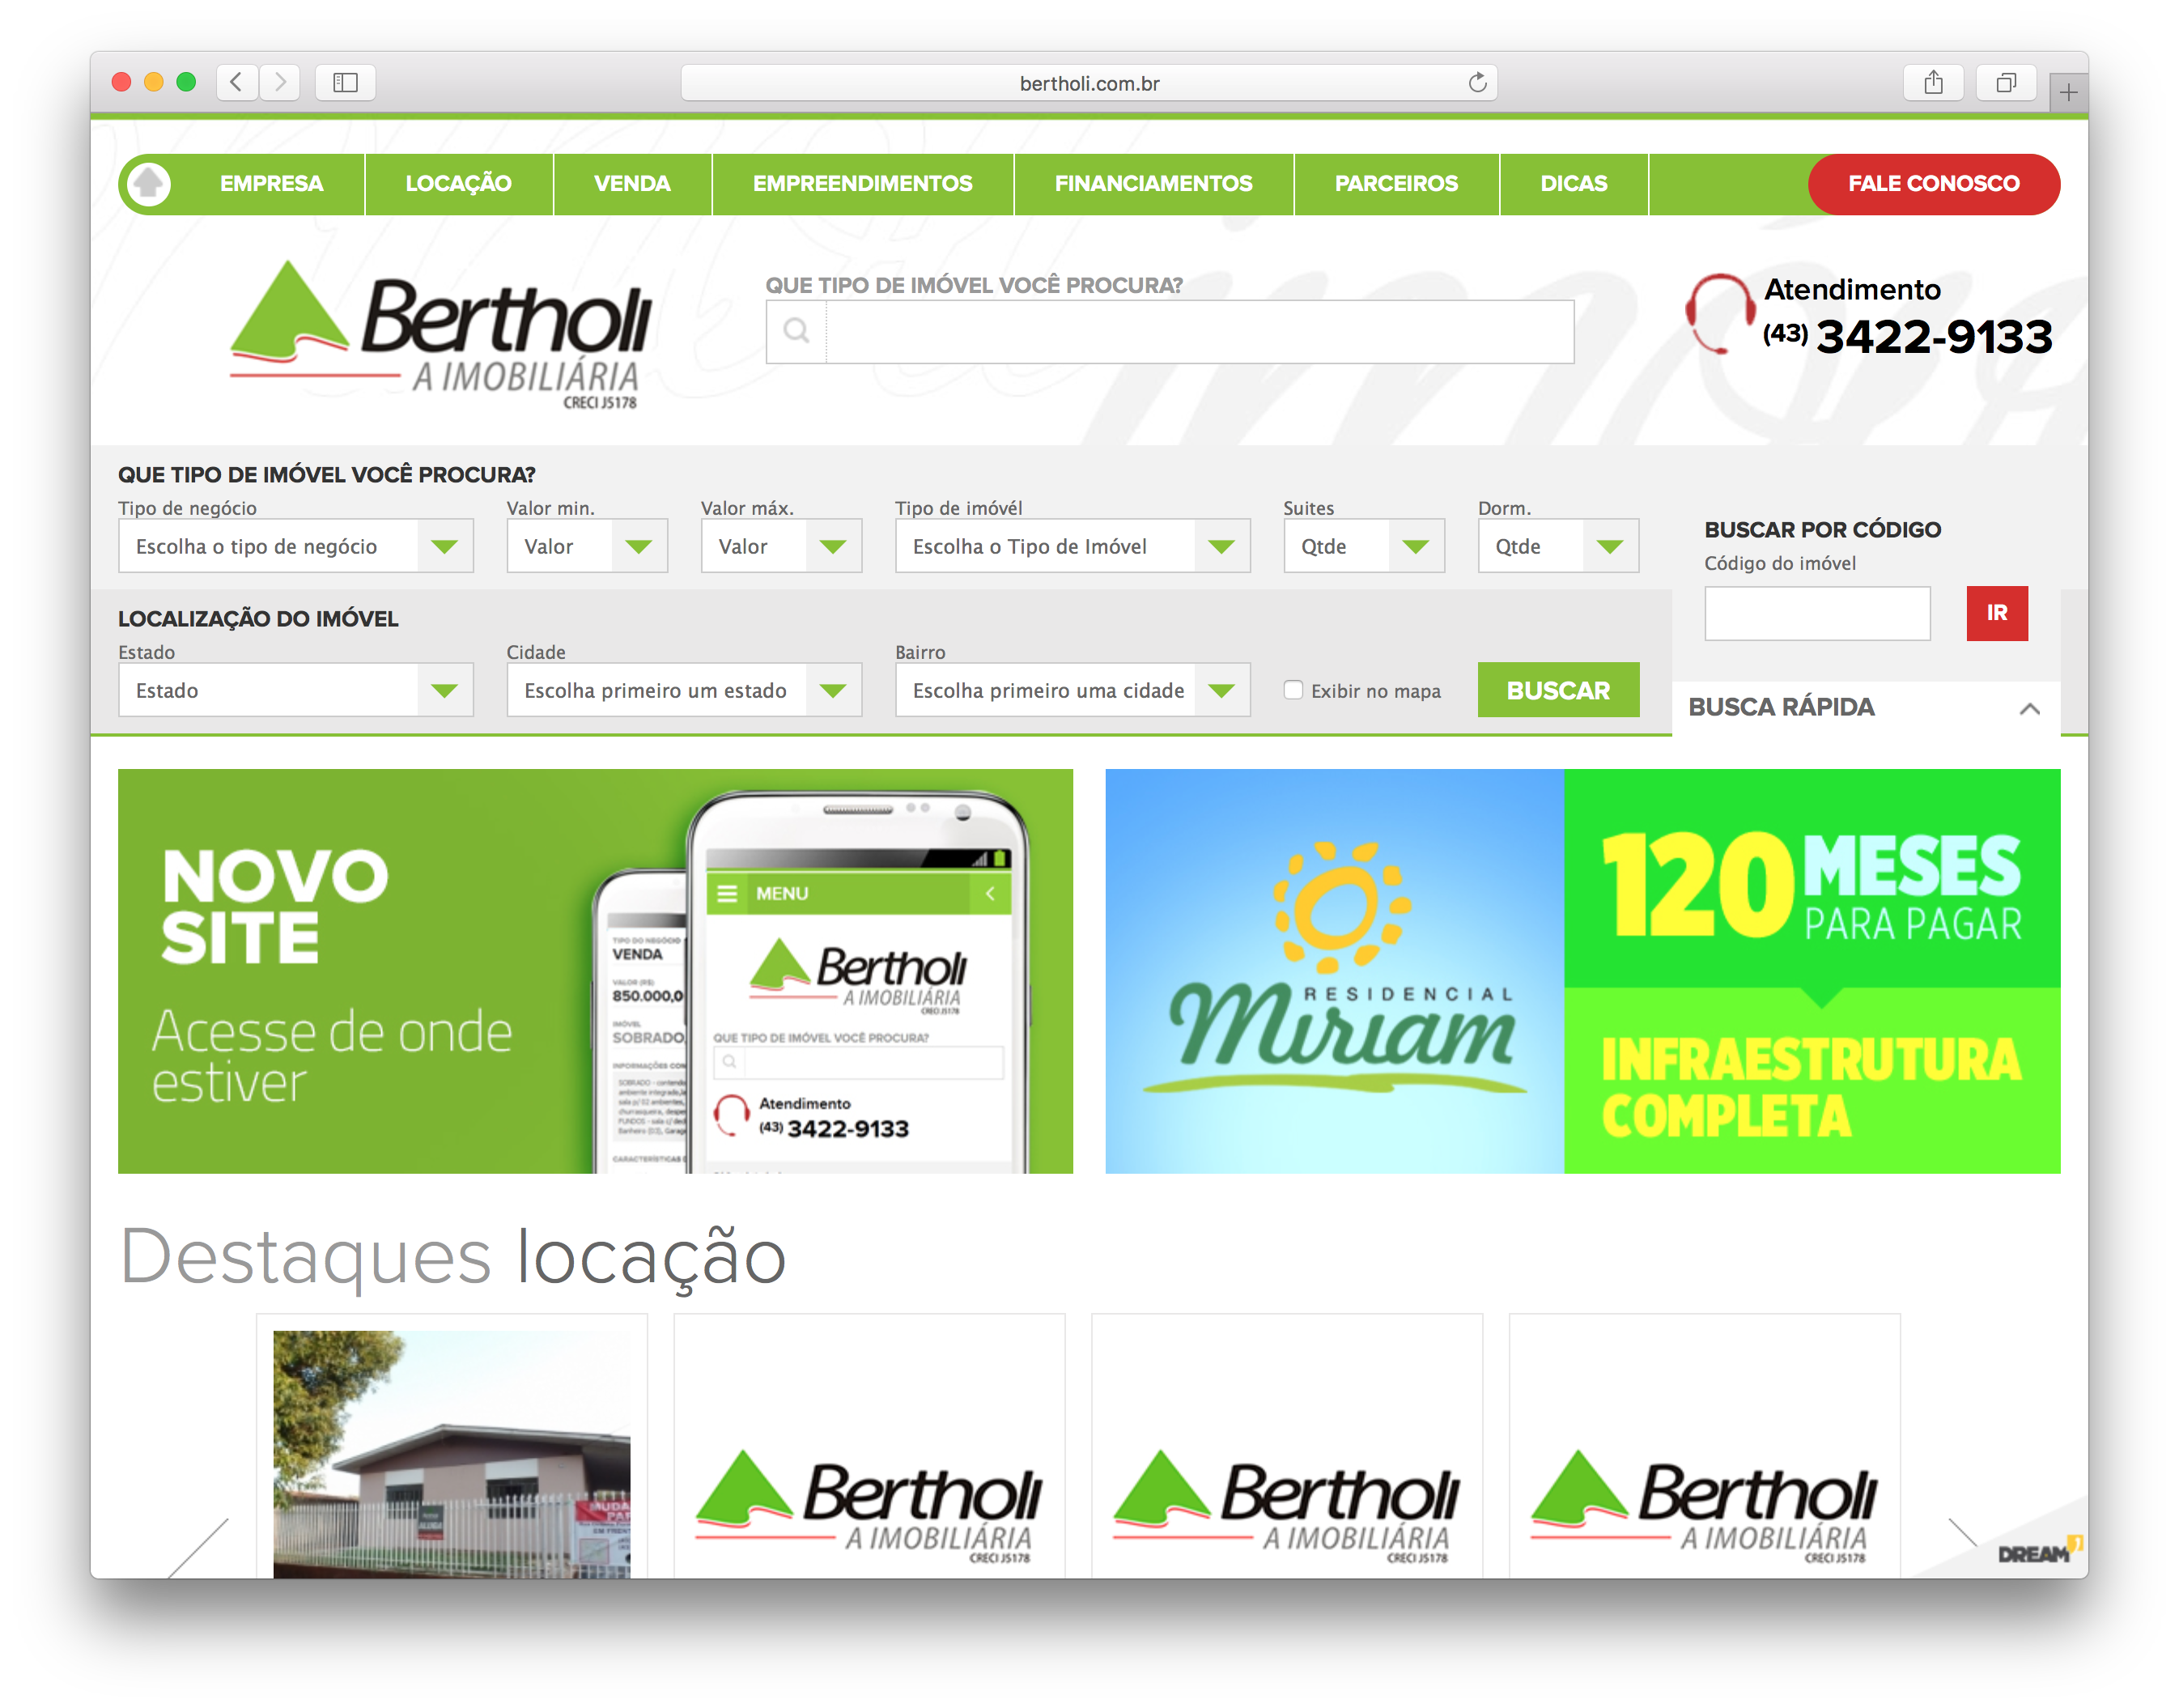 bertholi.com.br
EMPRESA LOCAÇÃO VENDA EMPREENDIMENTOS FINANCIAMENTOS PARCEIROS DICAS FALE CONOSCO
Bertholi
A IMOBILIÁRIA
CRECI J5178
QUE TIPO DE IMÓVEL VOCÊ PROCURA?
Atendimento
(43) 3422-9133
QUE TIPO DE IMÓVEL VOCÊ PROCURA?
Tipo de negócio Valor min. Valor máx. Tipo de imóvél Suites Dorm.
Escolha o tipo de negócio Valor Valor Escolha o Tipo de Imóvel Qtde Qtde
BUSCAR POR CÓDIGO
Código do imóvel
IR
LOCALIZAÇÃO DO IMÓVEL
Estado Cidade Bairro
Estado Escolha primeiro um estado Escolha primeiro uma cidade Exibir no mapa BUSCAR
BUSCA RÁPIDA
NOVO
SITE
Acesse de onde
estiver
TIPO DO NEGÓCIO
VENDA
VALOR (R$)
850.000,0
IMÓVEL
SOBRADO
MENU
Bertholi
A IMOBILIÁRIA
CRECI J5178
QUE TIPO DE IMÓVEL VOCÊ PROCURA?
Atendimento
(43) 3422-9133
RESIDENCIAL
Miriam
120 MESES
PARA PAGAR
INFRAESTRUTURA
COMPLETA
Destaques locação
Bertholi
A IMOBILIÁRIA
CRECI J5178
Bertholi
A IMOBILIÁRIA
CRECI J5178
Bertholi
A IMOBILIÁRIA
CRECI J5178
DREAM